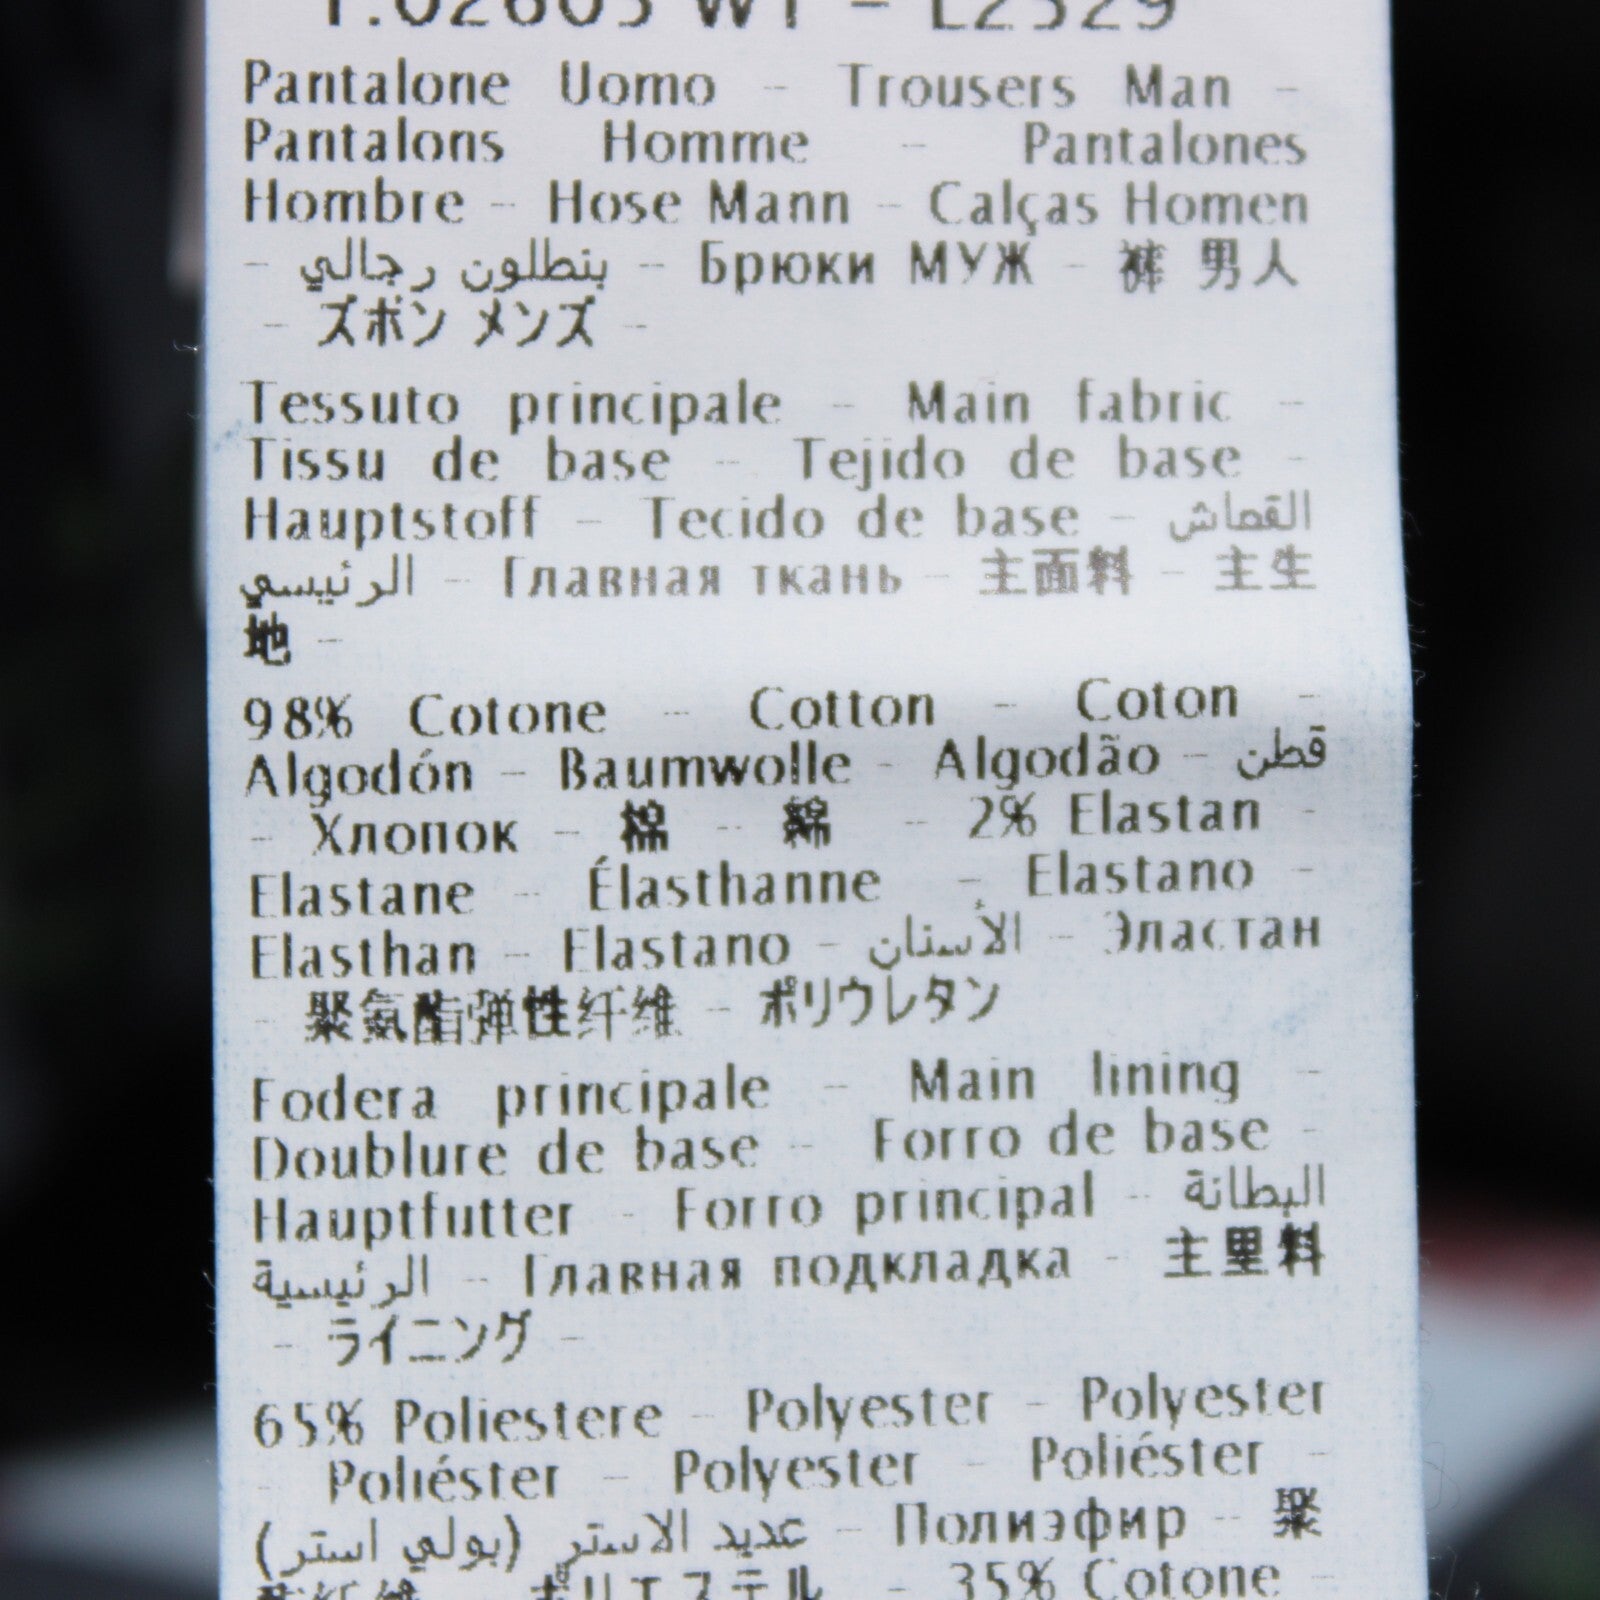 Pantalone Uomo - Trousers Man -
Pantalons Homme - Pantalones
Hombre - Hose Mann - Calças Homen
- بنطلون رجالي - Брюки МУЖ - 裤 男人
- ズボン メンズ -
Tessuto principale - Main fabric -
Tissu de base - Tejido de base -
Hauptstoff - Tecido de base - القماش
الرئيسي - Главная ткань - 主面料 - 主生
地 -
98% Cotone - Cotton - Coton -
Algodón - Baumwolle - Algodão - قطن
- Хлопок - 棉 - 綿 - 2% Elastan -
Elastane - Élasthanne - Elastano -
Elasthan - Elastano - الأستان - Эластан
- 聚氨酯弹性纤维 - ポリウレタン
Fodera principale - Main lining -
Doublure de base - Forro de base -
Hauptfutter - Forro principal - البطانة
الرئيسية - Главная подкладка - 主里料
- ライニング -
65% Poliestere - Polyester - Polyester
- Poliéster - Polyester - Poliéster -
عديد الاستر (بولي استر) - Полиэфир - 聚
- ポリエステル - 35% Cotone -